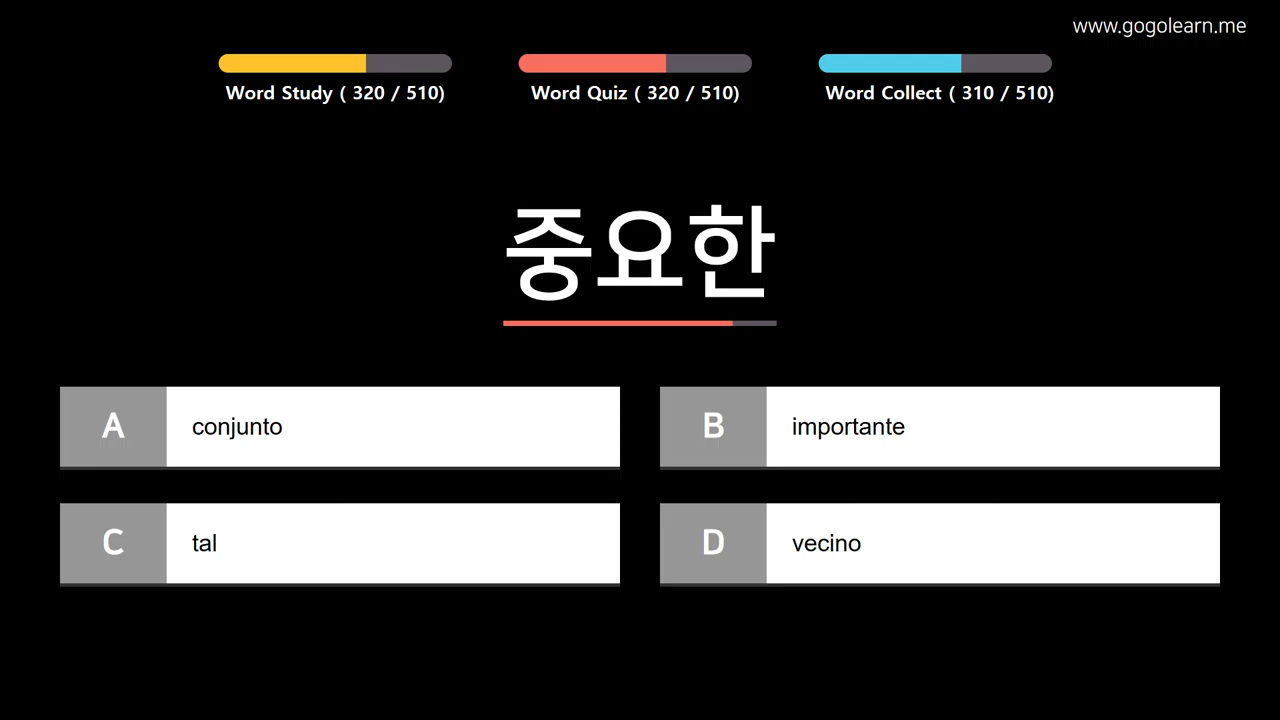 www.gogolearn.me
Word Study ( 320 / 510)
Word Quiz ( 320 / 510)
Word Collect ( 310 / 510)
중요한
A conjunto
B importante
C tal
D vecino